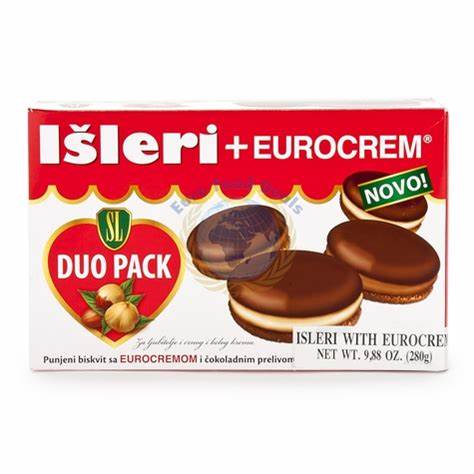 Išleri + EUROCREM®
NOVO!
SL
DUO PACK
Za ljubitelje i crnog i belog krema
Punjeni biskvit sa EUROCREMOM i čokoladnim prelivom
ISLERI WITH EUROCREM
NET WT. 9,88 OZ. (280g)